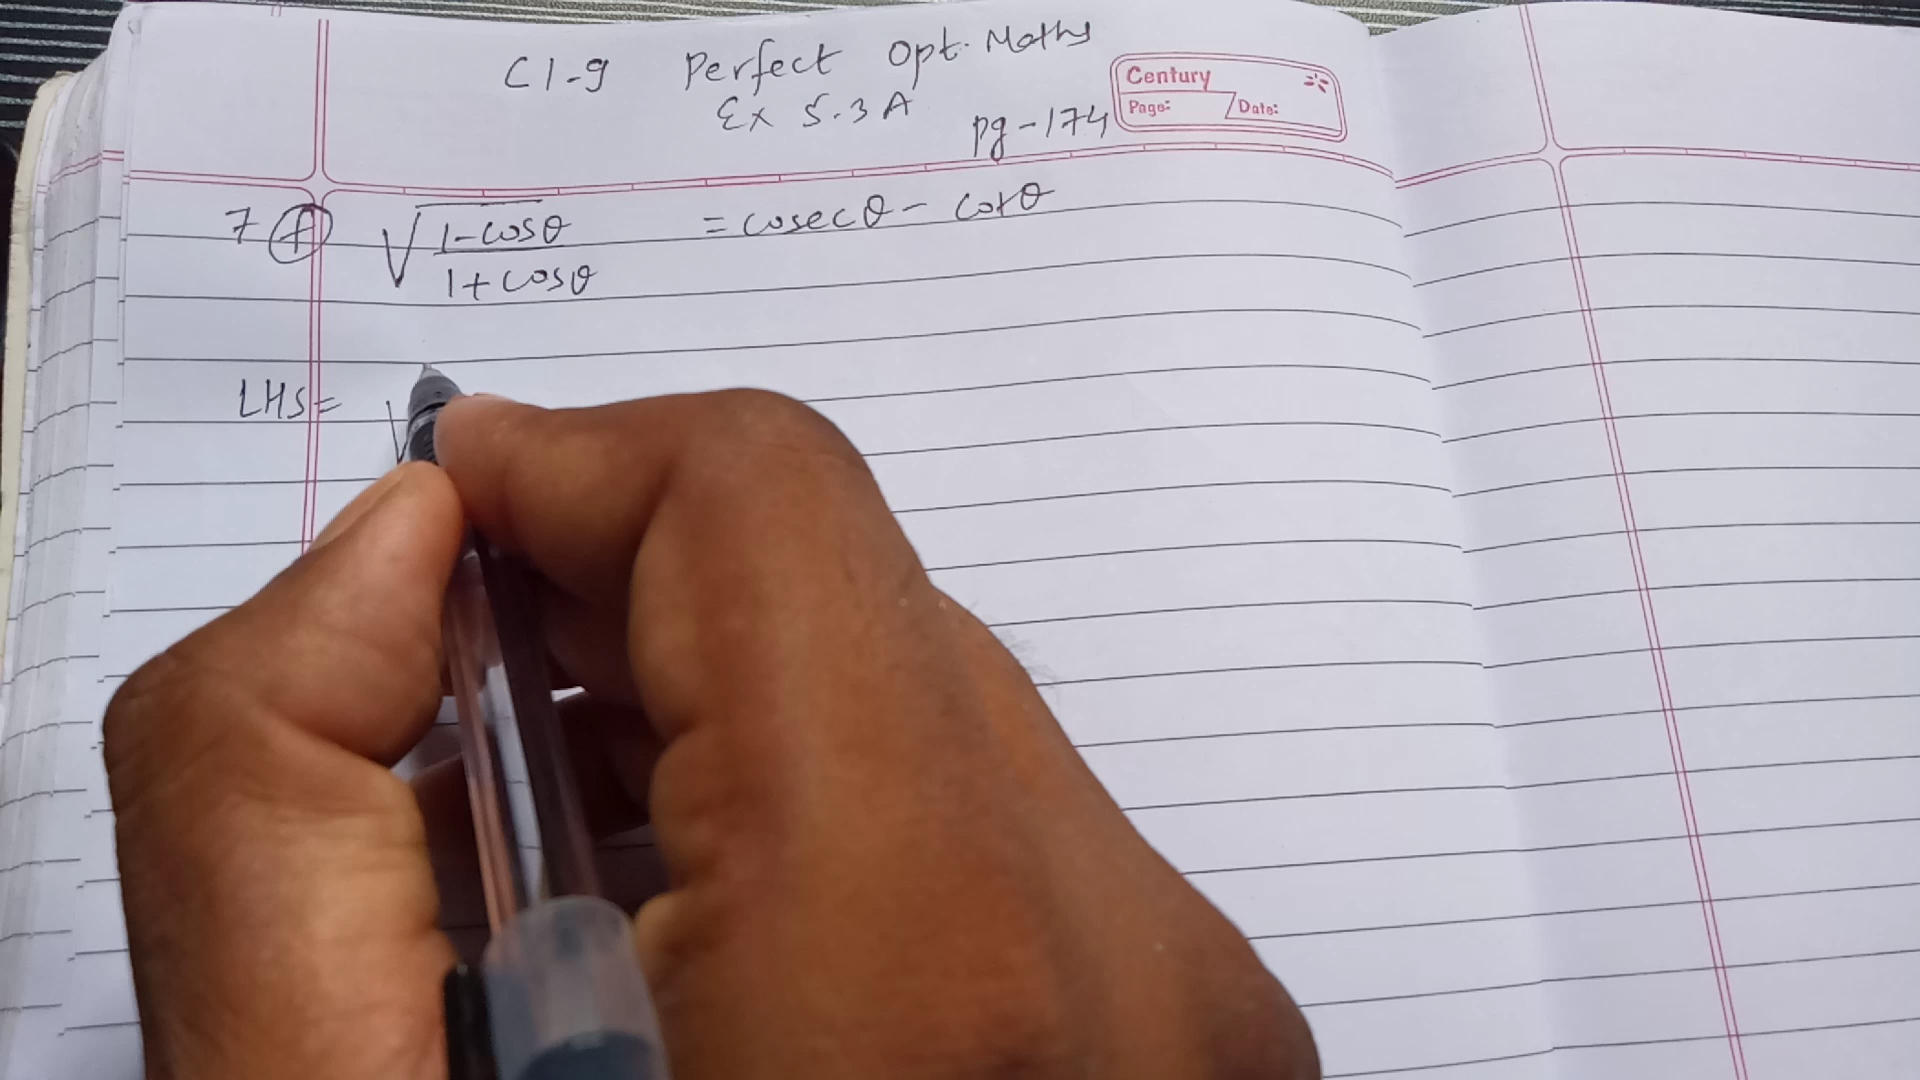 Cl-9 Perfect Opt. Maths
Ex 5.3 A
pg-174
Century
Page: Date:
7 (f) √(1-cosθ / 1+cosθ) = cosecθ - cotθ
LHS = √